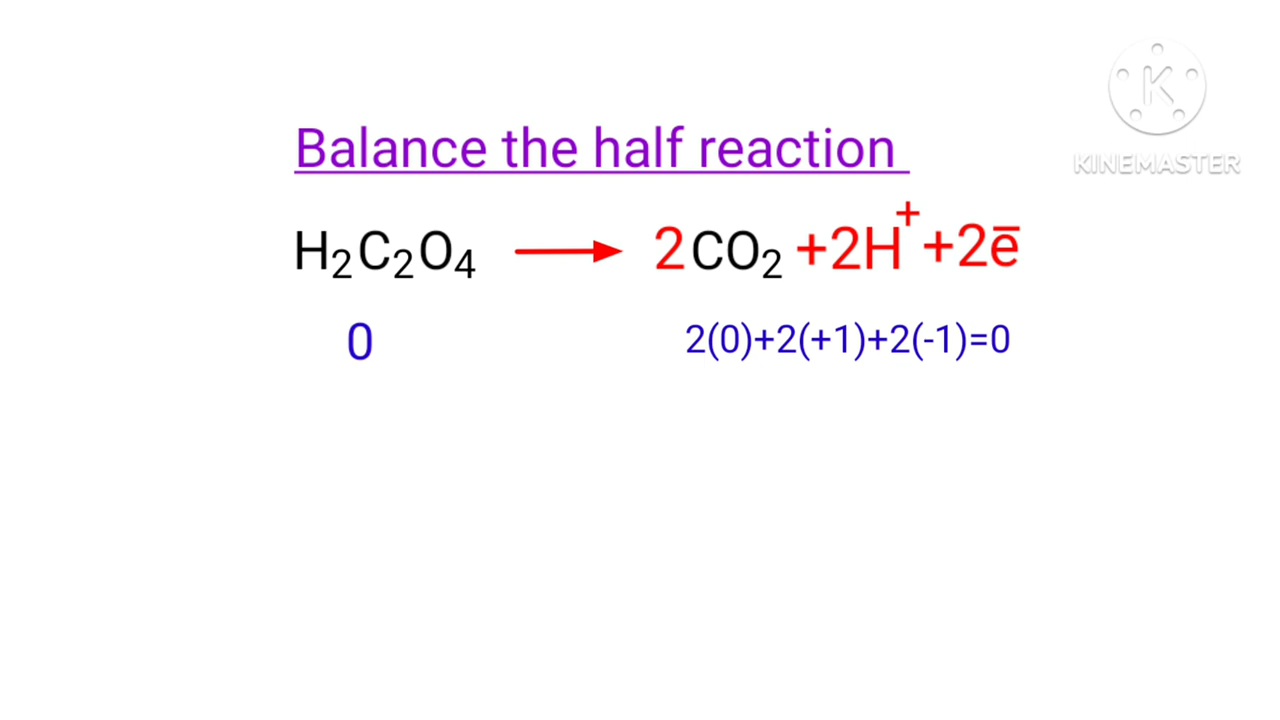 KINEMASTER
Balance the half reaction
H₂C₂O₄ ⟶ 2CO₂ +2H⁺ +2e̅
0 2(0)+2(+1)+2(-1)=0